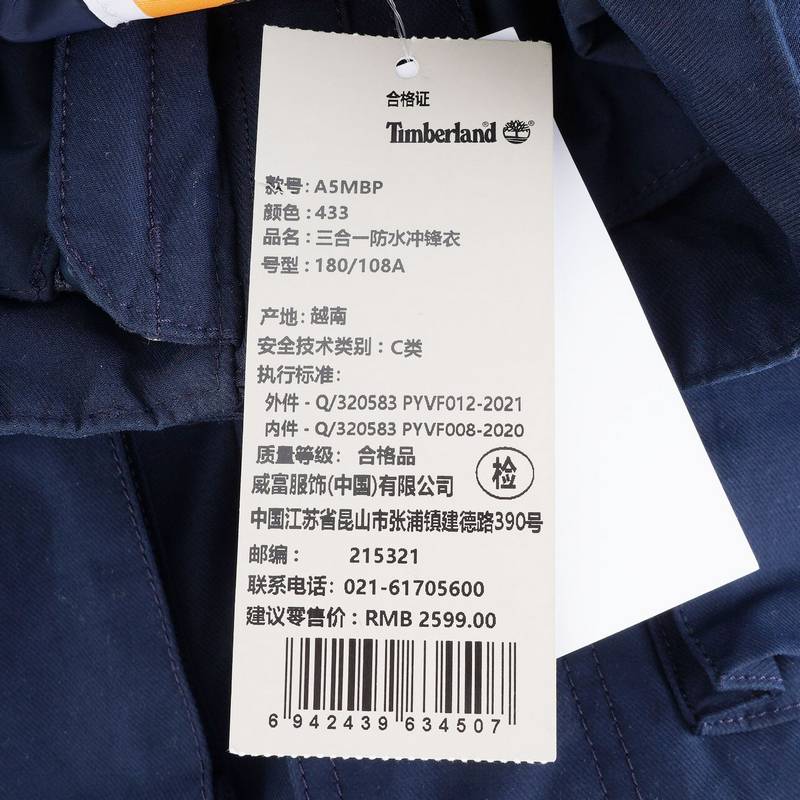 合格证
Timberland
款号: A5MBP
颜色 : 433
品名 : 三合一防水冲锋衣
号型 : 180/108A
产地: 越南
安全技术类别 : C类
执行标准:
外件 - Q/320583 PYVF012-2021
内件 - Q/320583 PYVF008-2020
质量等级: 合格品
检
威富服饰(中国)有限公司
中国江苏省昆山市张浦镇建德路390号
邮编 : 215321
联系电话: 021-61705600
建议零售价 : RMB 2599.00
6 942439 634507